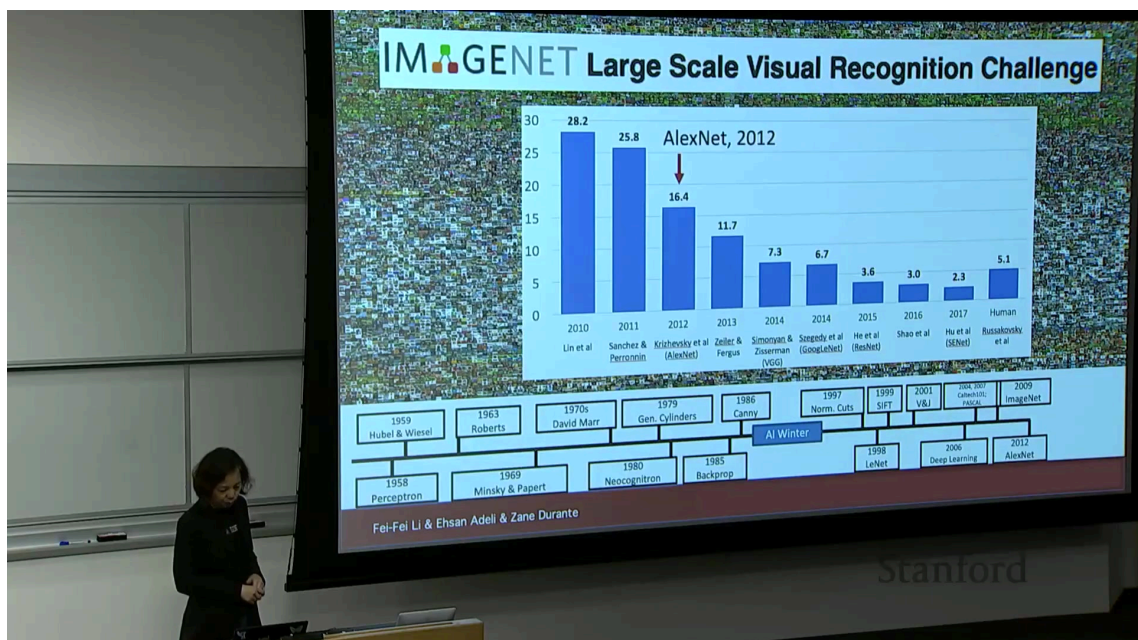 IMAGENET Large Scale Visual Recognition Challenge
30
25
20
15
10
5
0
28.2
25.8
AlexNet, 2012
16.4
11.7
7.3
6.7
3.6
3.0
2.3
5.1
2010
Lin et al
2011
Sanchez &
Perronnin
2012
Krizhevsky et al
(AlexNet)
2013
Zeiler &
Fergus
2014
Simonyan &
Zisserman
(VGG)
2014
Szegedy et al
(GoogLeNet)
2015
He et al
(ResNet)
2016
Shao et al
2017
Hu et al
(SENet)
Human
Russakovsky
et al
1959
Hubel & Wiesel
1963
Roberts
1970s
David Marr
1979
Gen. Cylinders
1986
Canny
AI Winter
1997
Norm. Cuts
1999
SIFT
2001
V&J
2004, 2007
Caltech101;
PASCAL
2009
ImageNet
1958
Perceptron
1969
Minsky & Papert
1980
Neocognitron
1985
Backprop
1998
LeNet
2006
Deep Learning
2012
AlexNet
Fei-Fei Li & Ehsan Adeli & Zane Durante
Stanford